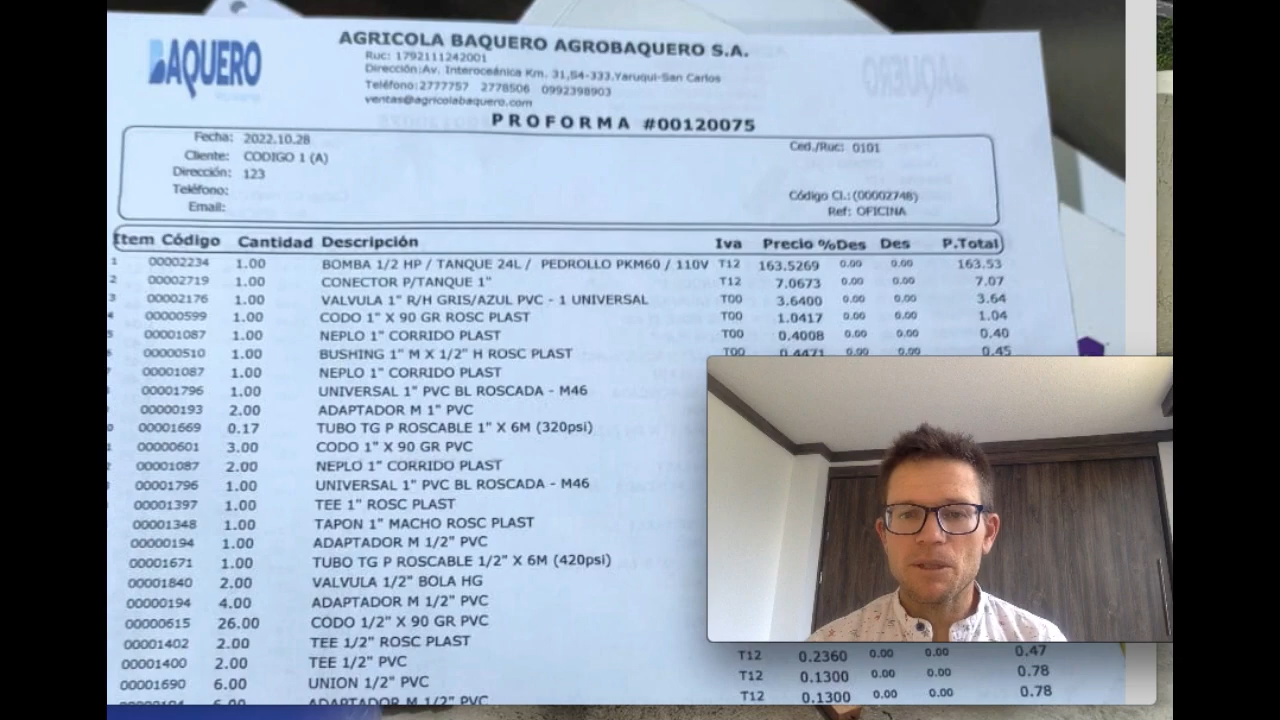 BAQUERO
AGRICOLA BAQUERO AGROBAQUERO S.A.
Ruc: 1792111242001
Dirección:Av. Interoceánica Km. 31,S4-333.Yaruqui-San Carlos
Teléfono:2777757 2778506 0992398903
ventas@agricolabaquero.com
PROFORMA #00120075
Fecha: 2022.10.28
Cliente: CODIGO 1 (A)
Ced./Ruc: 0101
Dirección: 123
Teléfono:
Código Cl.:(00002748)
Email:
Ref: OFICINA
Item Código Cantidad Descripción Iva Precio %Des Des P.Total
1 00002234 1.00 BOMBA 1/2 HP / TANQUE 24L / PEDROLLO PKM60 / 110V T12 163.5269 0.00 0.00 163.53
2 00002719 1.00 CONECTOR P/TANQUE 1" T12 7.0673 0.00 0.00 7.07
3 00002176 1.00 VALVULA 1" R/H GRIS/AZUL PVC - 1 UNIVERSAL T00 3.6400 0.00 0.00 3.64
00000599 1.00 CODO 1" X 90 GR ROSC PLAST T00 1.0417 0.00 0.00 1.04
00001087 1.00 NEPLO 1" CORRIDO PLAST T00 0.4008 0.00 0.00 0.40
00000510 1.00 BUSHING 1" M X 1/2" H ROSC PLAST T00 0.4471 0.00 0.00 0.45
00001087 1.00 NEPLO 1" CORRIDO PLAST
00001796 1.00 UNIVERSAL 1" PVC BL ROSCADA - M46
00000193 2.00 ADAPTADOR M 1" PVC
00001669 0.17 TUBO TG P ROSCABLE 1" X 6M (320psi)
00000601 3.00 CODO 1" X 90 GR PVC
00001087 2.00 NEPLO 1" CORRIDO PLAST
00001796 1.00 UNIVERSAL 1" PVC BL ROSCADA - M46
00001397 1.00 TEE 1" ROSC PLAST
00001348 1.00 TAPON 1" MACHO ROSC PLAST
00000194 1.00 ADAPTADOR M 1/2" PVC
00001671 1.00 TUBO TG P ROSCABLE 1/2" X 6M (420psi)
00001840 2.00 VALVULA 1/2" BOLA HG
00000194 4.00 ADAPTADOR M 1/2" PVC
00000615 26.00 CODO 1/2" X 90 GR PVC
00001402 2.00 TEE 1/2" ROSC PLAST T12 0.2360 0.00 0.00 0.47
00001400 2.00 TEE 1/2" PVC T12 0.1300 0.00 0.00 0.78
00001690 6.00 UNION 1/2" PVC T12 0.1300 0.00 0.00 0.78
ADAPTADOR M 1/2" PVC